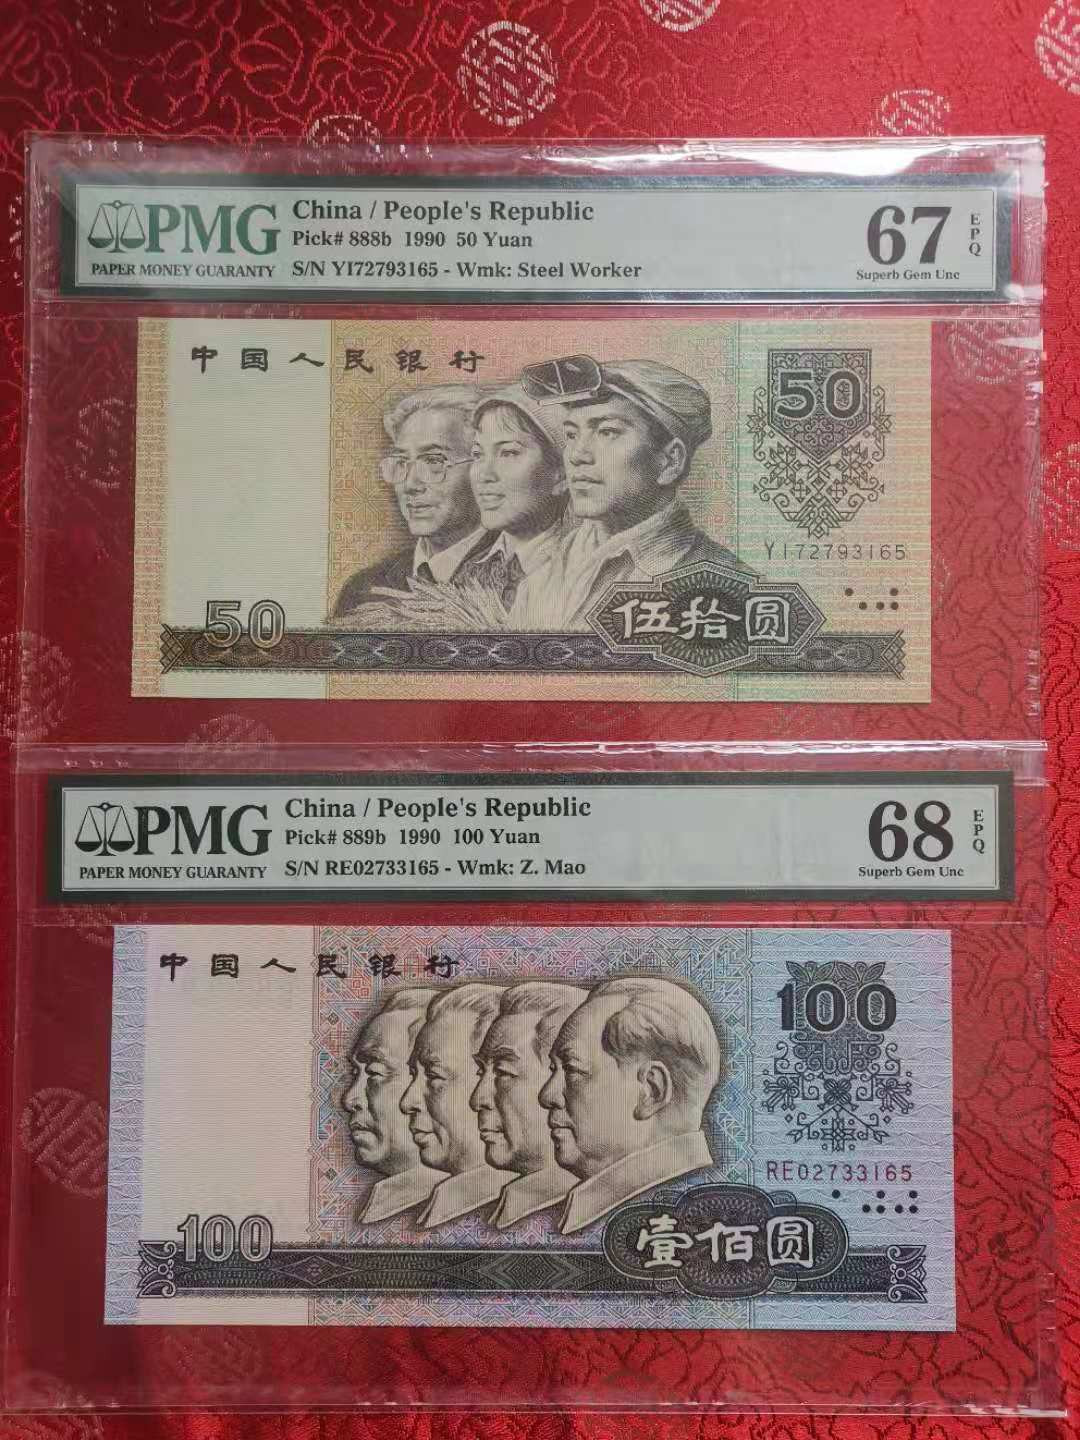 PMG
PAPER MONEY GUARANTY
China / People's Republic
Pick# 888b 1990 50 Yuan
S/N YI72793165 - Wmk: Steel Worker
67
EPQ
Superb Gem Unc
中国人民银行
50
YI72793165
50
伍拾圆
PMG
PAPER MONEY GUARANTY
China / People's Republic
Pick# 889b 1990 100 Yuan
S/N RE02733165 - Wmk: Z. Mao
68
EPQ
Superb Gem Unc
中国人民银行
100
RE02733165
100
壹佰圆